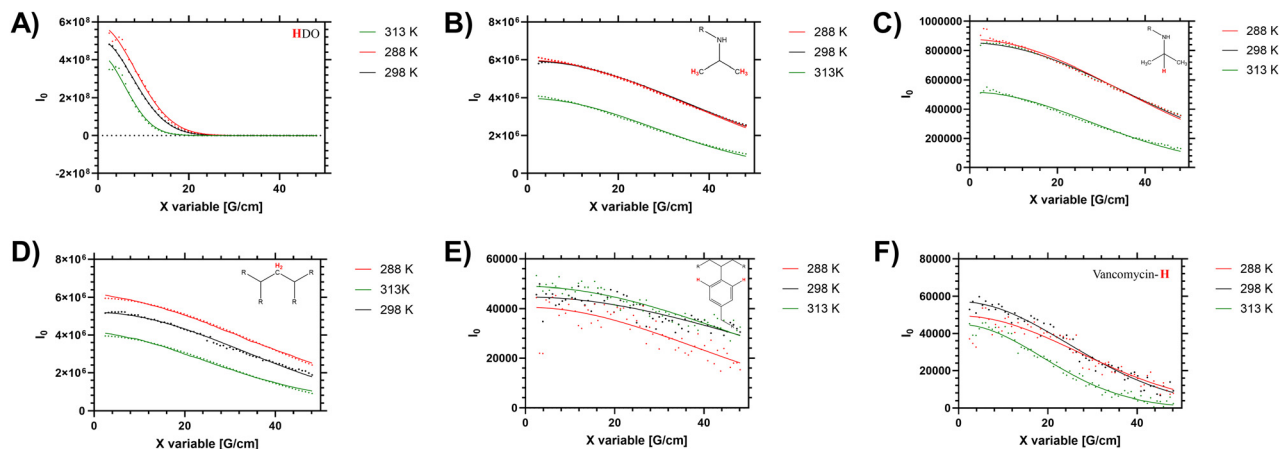 A)
6×10⁸
4×10⁸
2×10⁸
0
-2×10⁸
I₀
0
20
40
X variable [G/cm]
HDO
313 K
288 K
298 K
B)
8×10⁶
6×10⁶
4×10⁶
2×10⁶
0
I₀
0
20
40
X variable [G/cm]
R
NH
H₃C
CH₃
288 K
298 K
313K
C)
1000000
800000
600000
400000
200000
0
I₀
0
20
40
X variable [G/cm]
R
NH
H₃C
CH₃
H
288 K
298 K
313 K
D)
8×10⁶
6×10⁶
4×10⁶
2×10⁶
0
I₀
0
20
40
X variable [G/cm]
H₂
R
R
R
R
288 K
313K
298 K
E)
60000
40000
20000
0
I₀
0
20
40
X variable [G/cm]
R
R
H
H
288 K
298 K
313 K
F)
80000
60000
40000
20000
0
I₀
0
20
40
X variable [G/cm]
Vancomycin-H
288 K
298 K
313 K